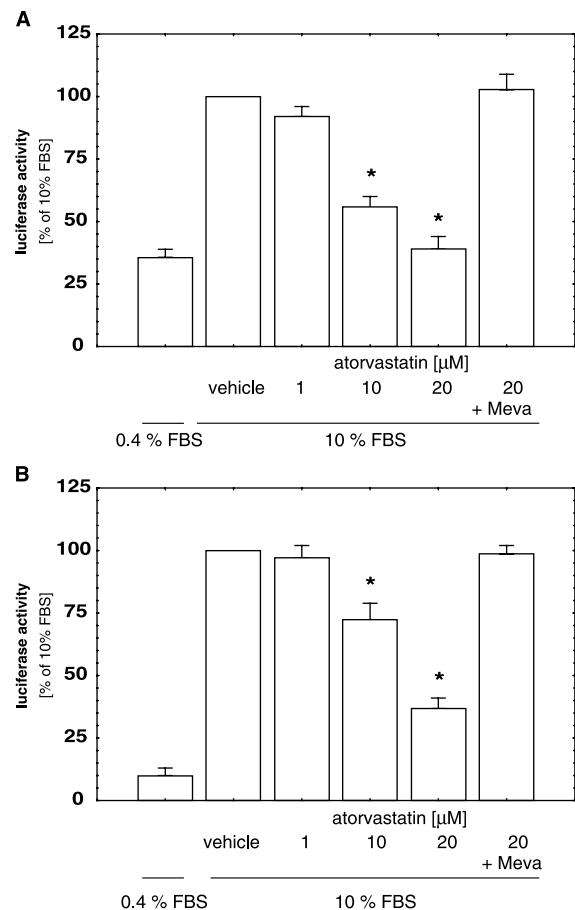 A
125
100
75
50
25
0
luciferase activity
[% of 10% FBS]
*
*
atorvastatin [µM]
vehicle 1 10 20 20
+ Meva
0.4 % FBS 10 % FBS
B
125
100
75
50
25
0
luciferase activity
[% of 10% FBS]
*
*
atorvastatin [µM]
vehicle 1 10 20 20
+ Meva
0.4 % FBS 10 % FBS